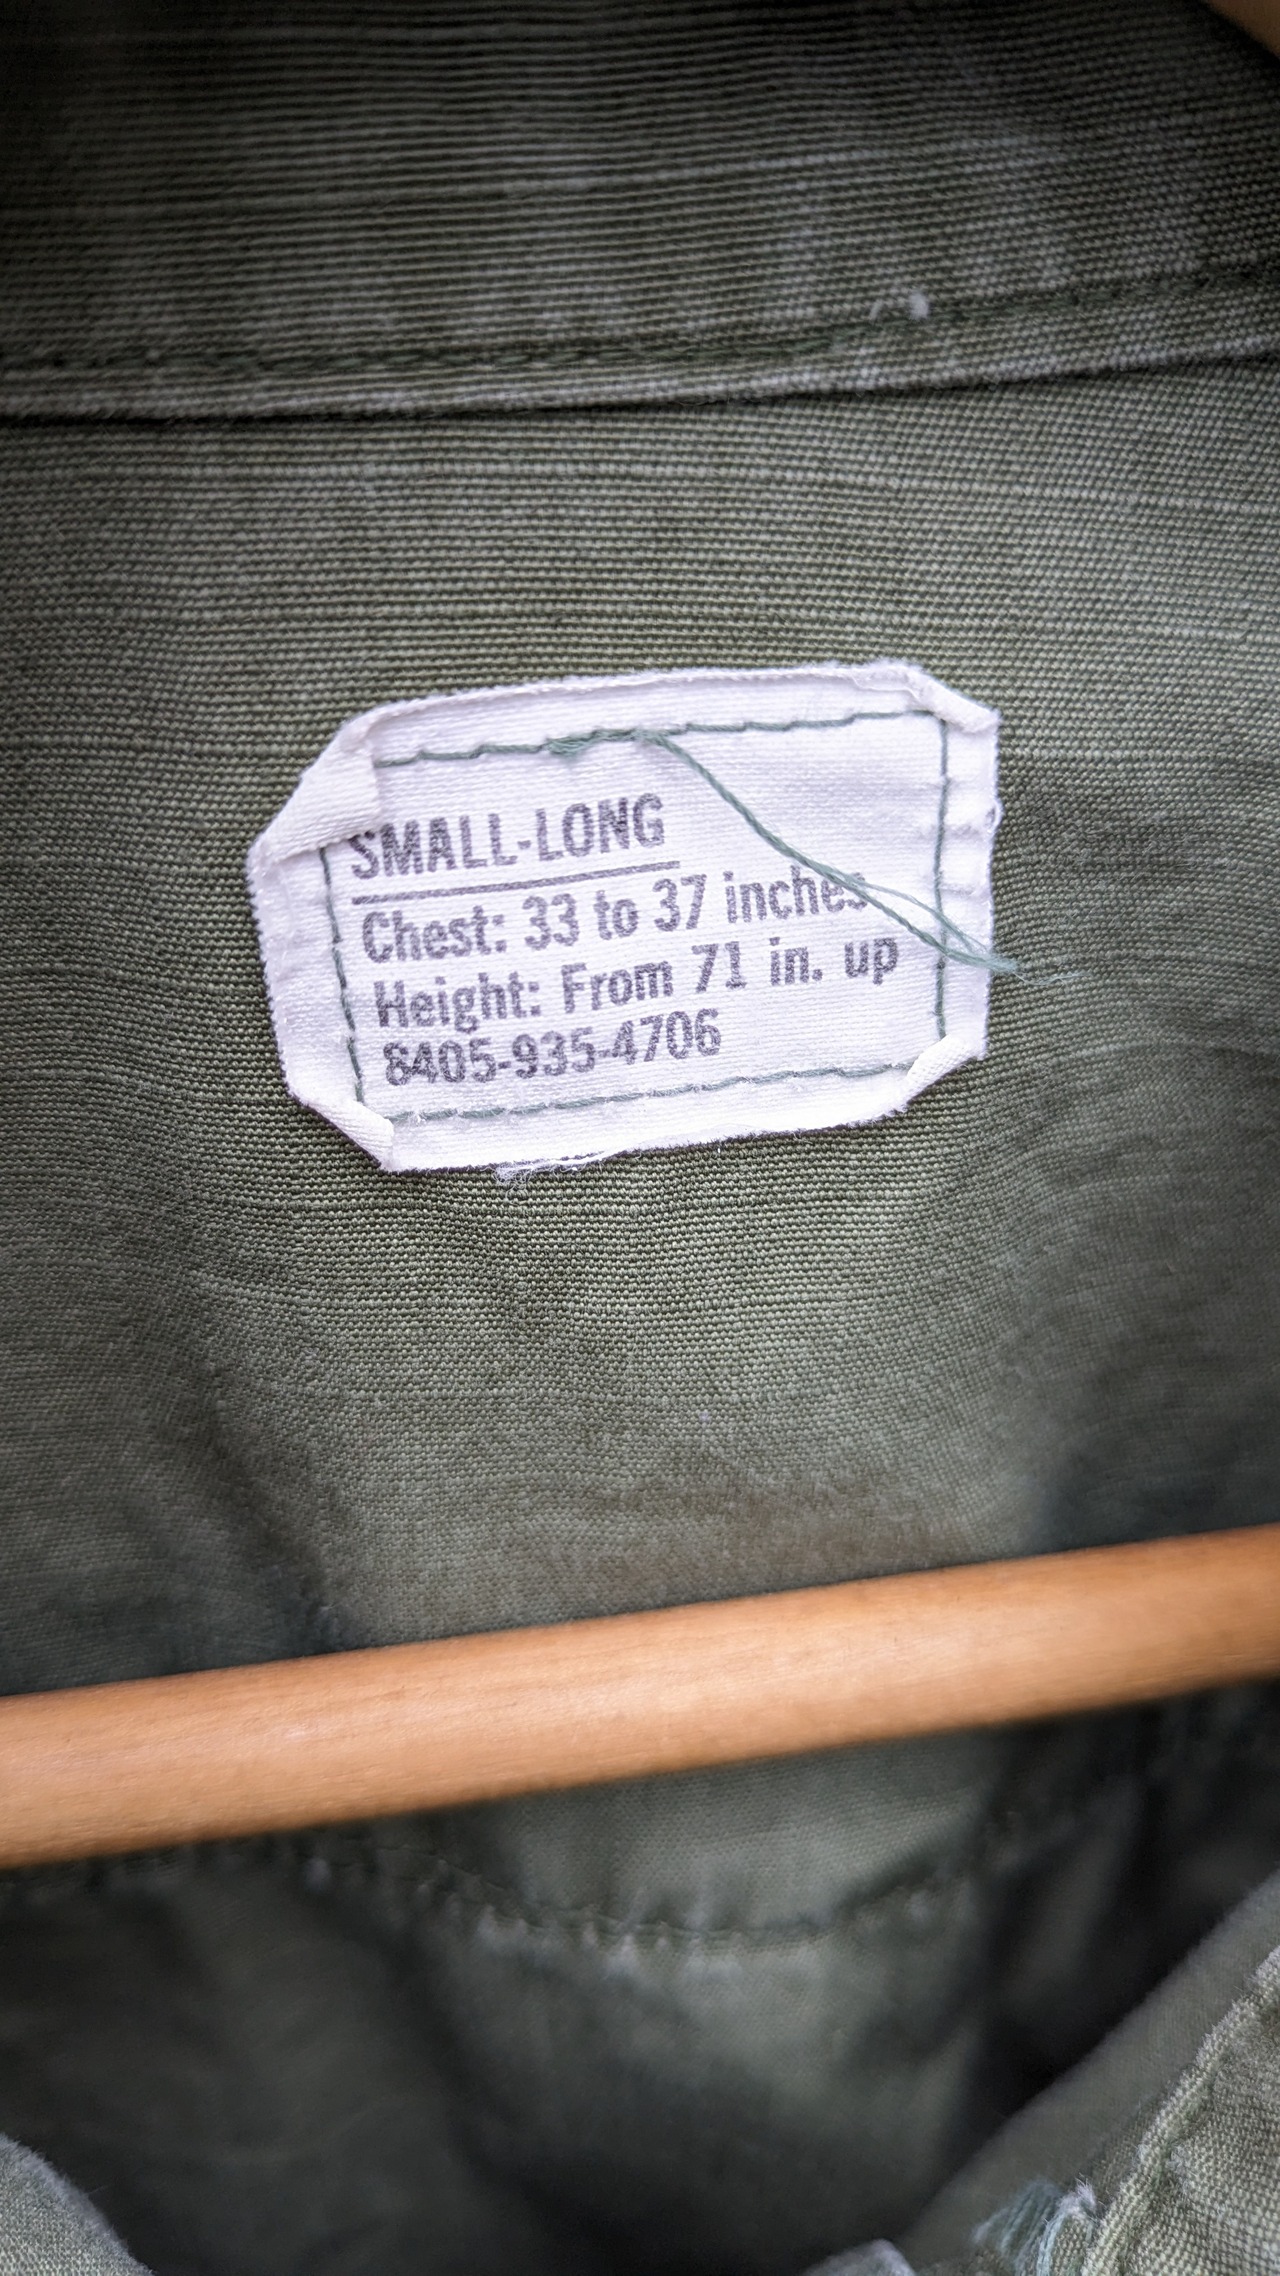 SMALL-LONG
Chest: 33 to 37 inches
Height: From 71 in. up
8405-935-4706